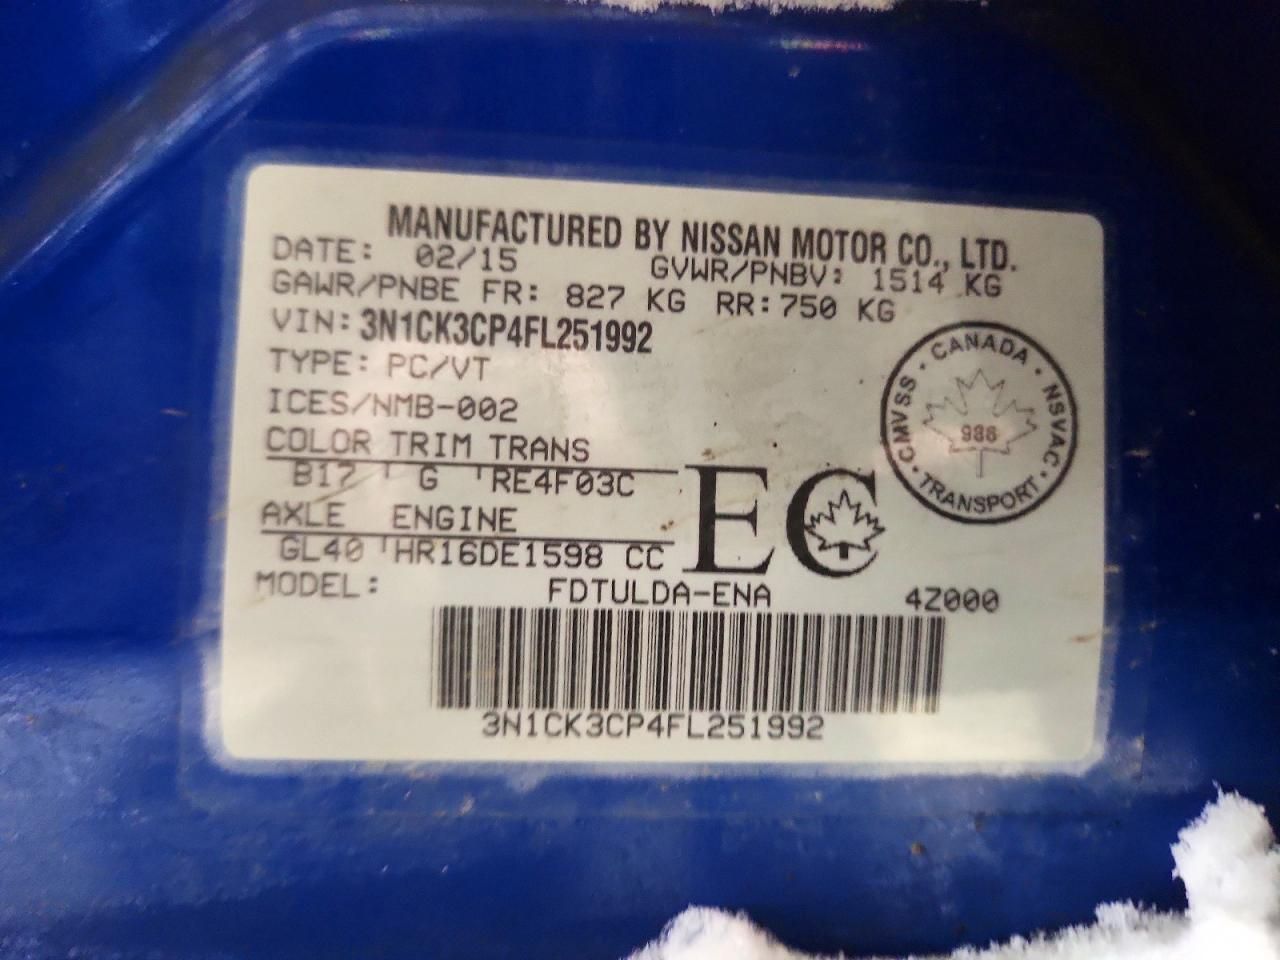 MANUFACTURED BY NISSAN MOTOR CO., LTD.
DATE: 02/15 GVWR/PNBV: 1514 KG
GAWR/PNBE FR: 827 KG RR:750 KG
VIN: 3N1CK3CP4FL251992
TYPE: PC/VT
ICES/NMB-002
COLOR TRIM TRANS
B17 G RE4F03C
AXLE ENGINE
GL40 HR16DE1598 CC
EC
CANADA · NSVAC · TRANSPORT · CMVSS ·
936
MODEL: FDTULDA-ENA 4Z000
3N1CK3CP4FL251992